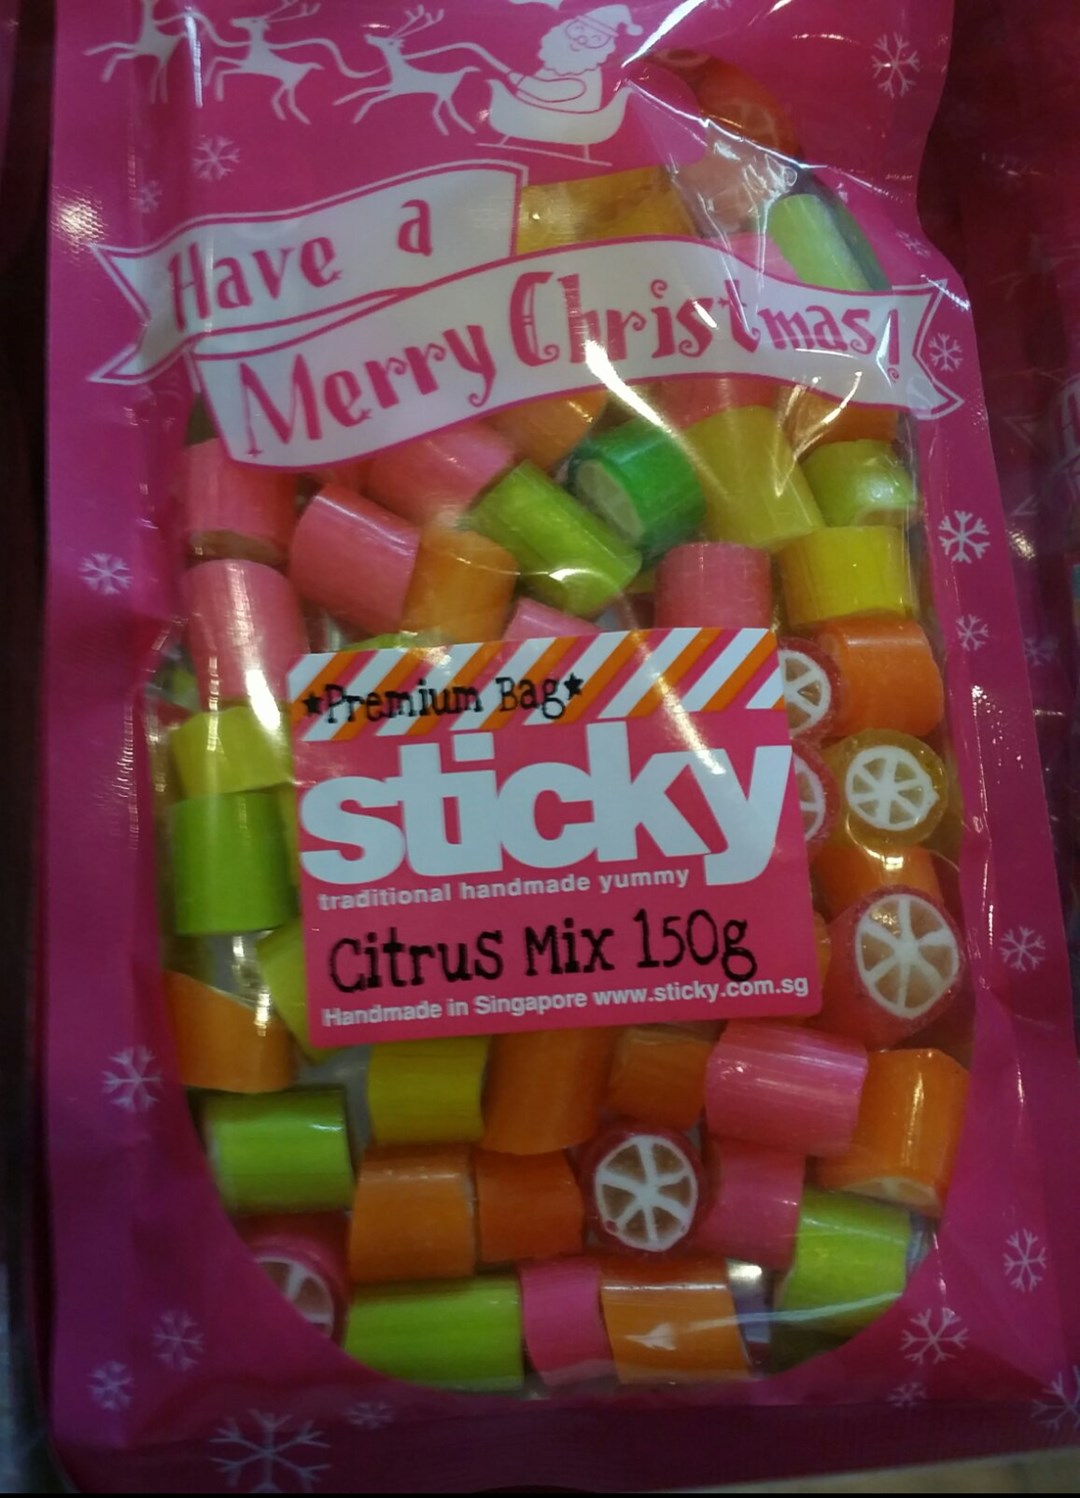 Have a
Merry Christmas!
*Premium Bag*
sticky
traditional handmade yummy
Citrus Mix 150g
Handmade in Singapore www.sticky.com.sg